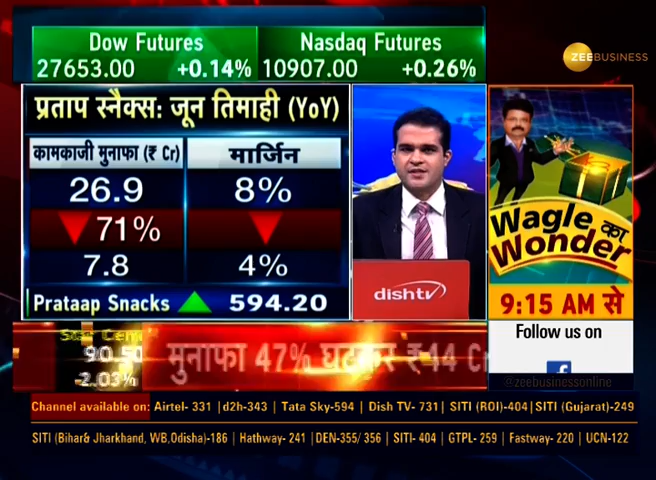 Dow Futures
27653.00 +0.14%
Nasdaq Futures
10907.00 +0.26%
ZEEBUSINESS
प्रताप स्नैक्स: जून तिमाही (YoY)
कामकाजी मुनाफा (₹ Cr) मार्जिन
26.9 8%
71%
7.8 4%
Prataap Snacks 594.20
dishtv
Wagle का
Wonder
9:15 AM से
Follow us on
@zeebusinessonline
90.50
-2.03%
मुनाफा 47% घटकर ₹44 Cr
Channel available on: Airtel- 331 |d2h-343 | Tata Sky-594 | Dish TV- 731| SITI (ROI)-404| SITI (Gujarat)-249
SITI (Bihar& Jharkhand, WB,Odisha)-186 | Hathway- 241 |DEN-355/ 356 | SITI- 404 | GTPL- 259 | Fastway- 220 | UCN-122